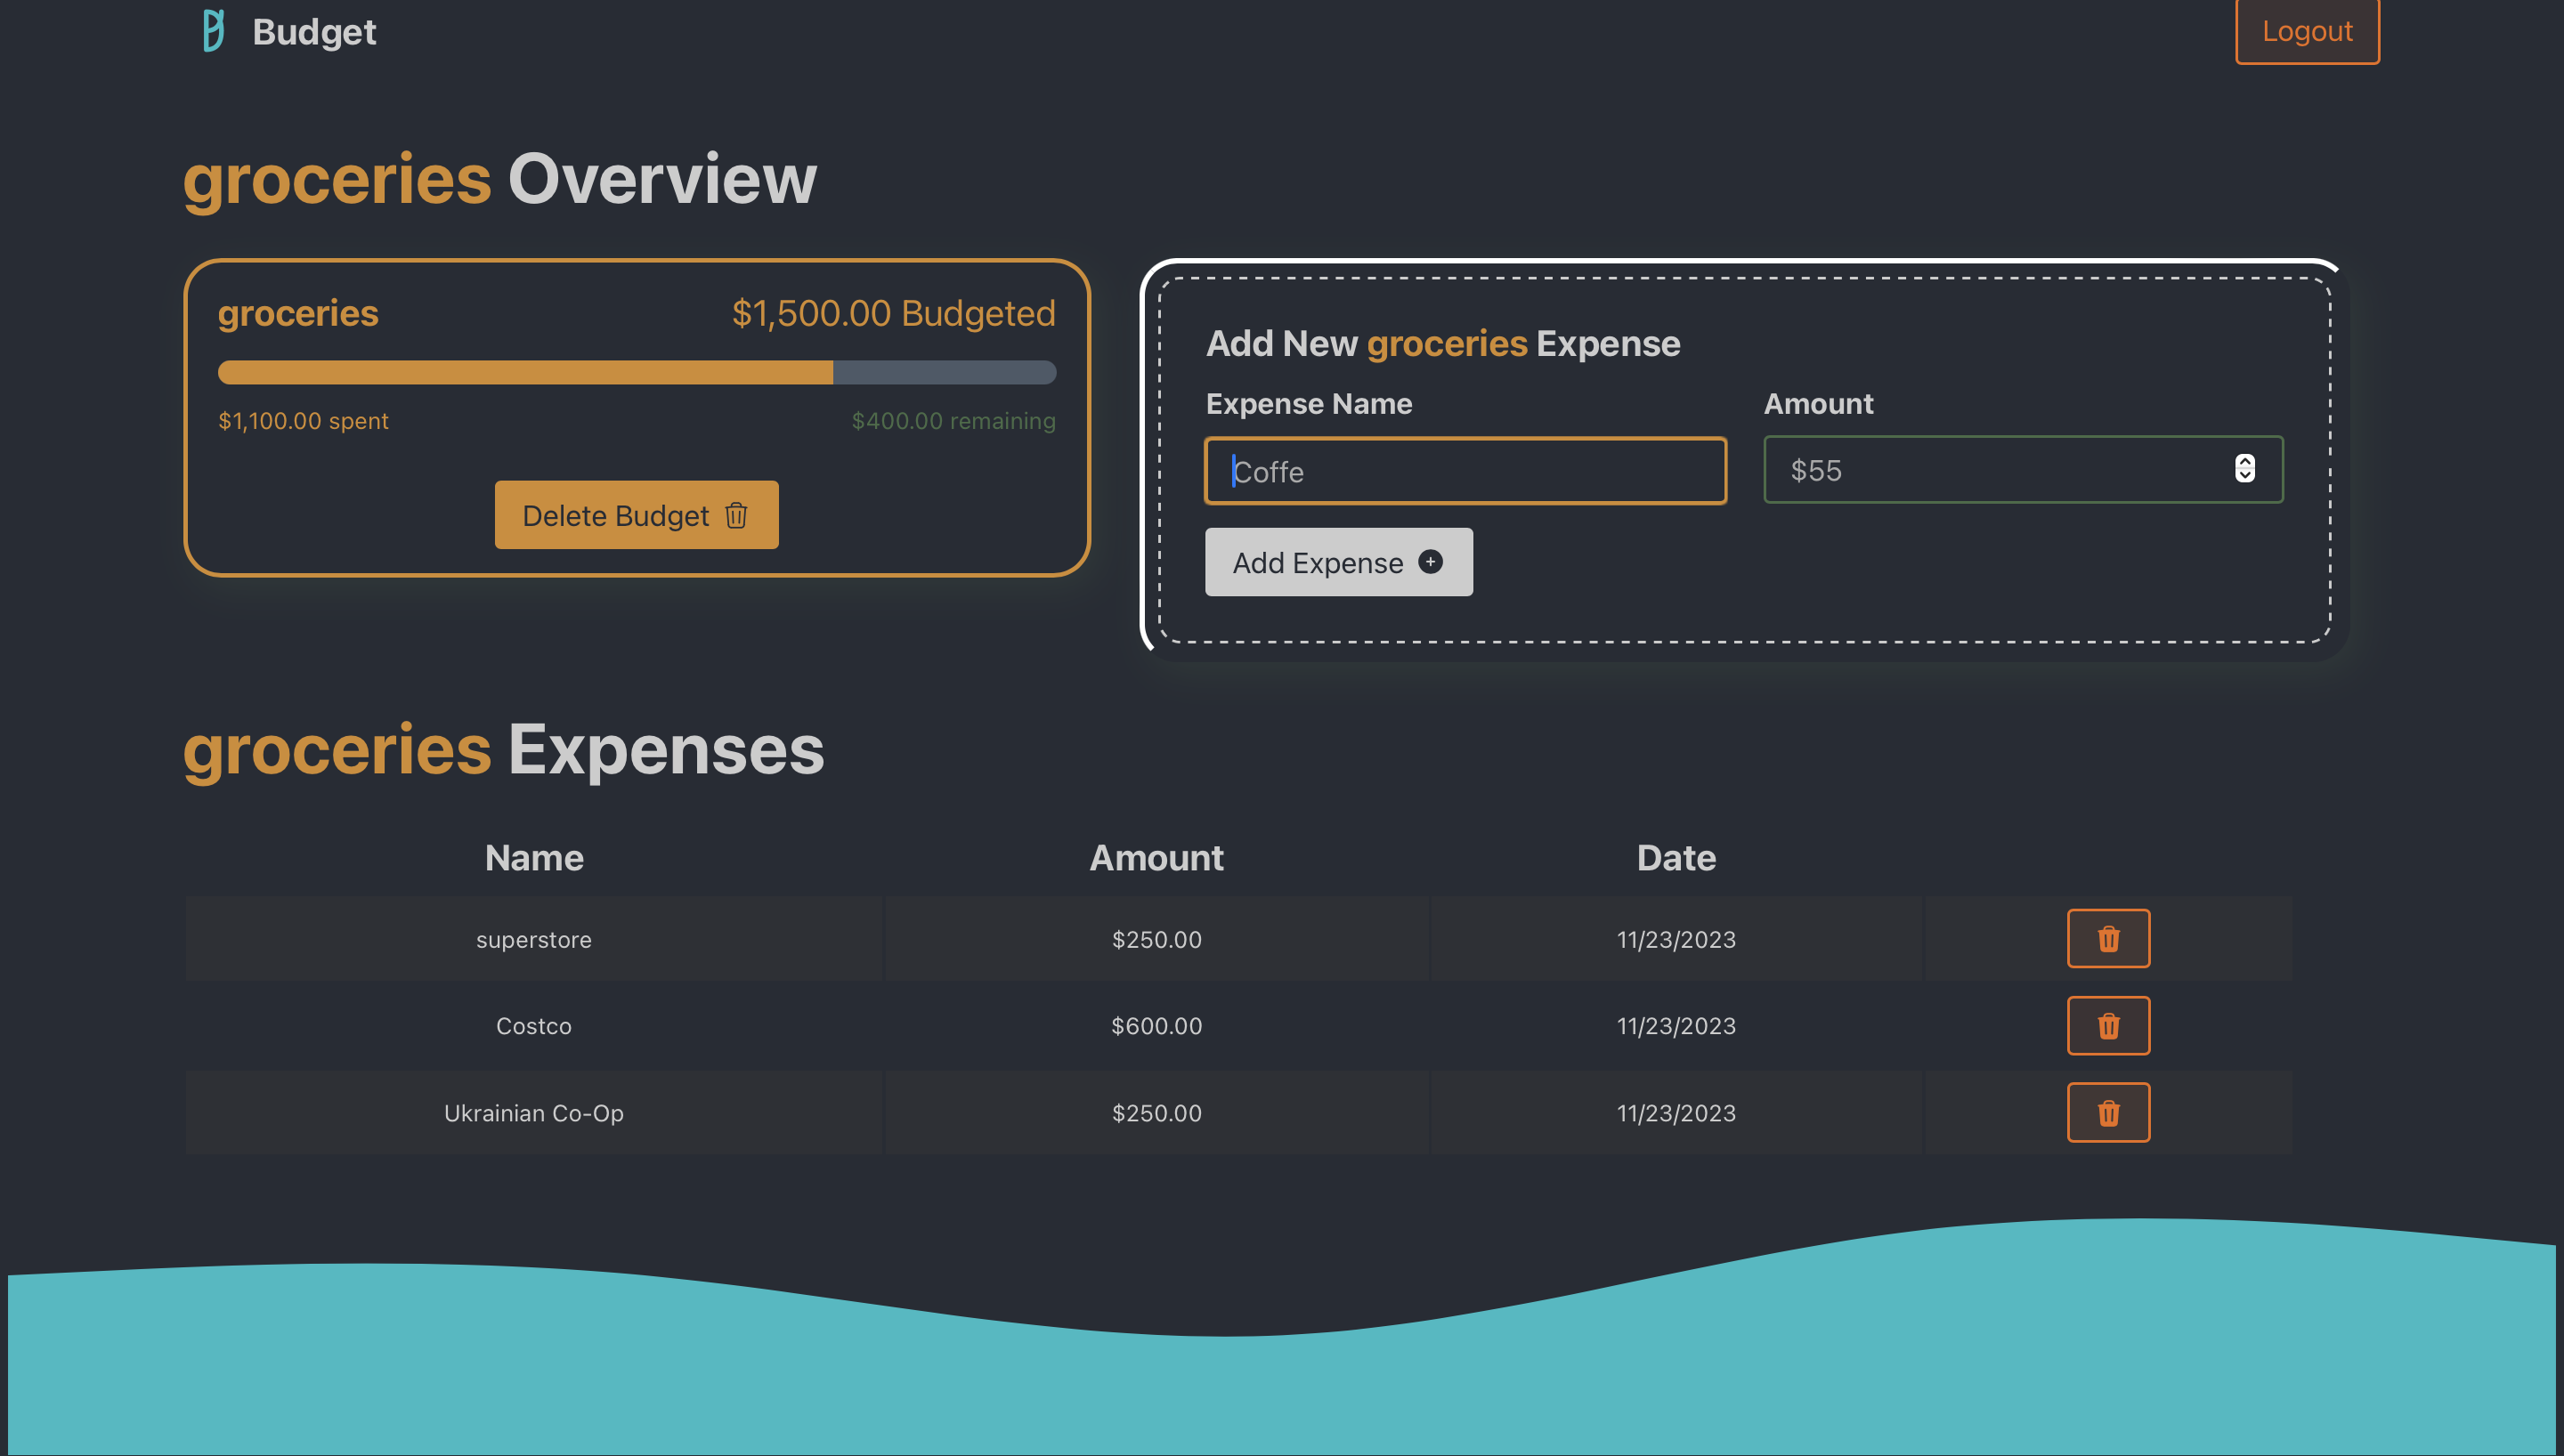 Budget
Logout
groceries Overview
groceries
$1,500.00 Budgeted
$1,100.00 spent
$400.00 remaining
Delete Budget
Add New groceries Expense
Expense Name
Amount
Coffe
$55
Add Expense
groceries Expenses
Name Amount Date
superstore $250.00 11/23/2023
Costco $600.00 11/23/2023
Ukrainian Co-Op $250.00 11/23/2023